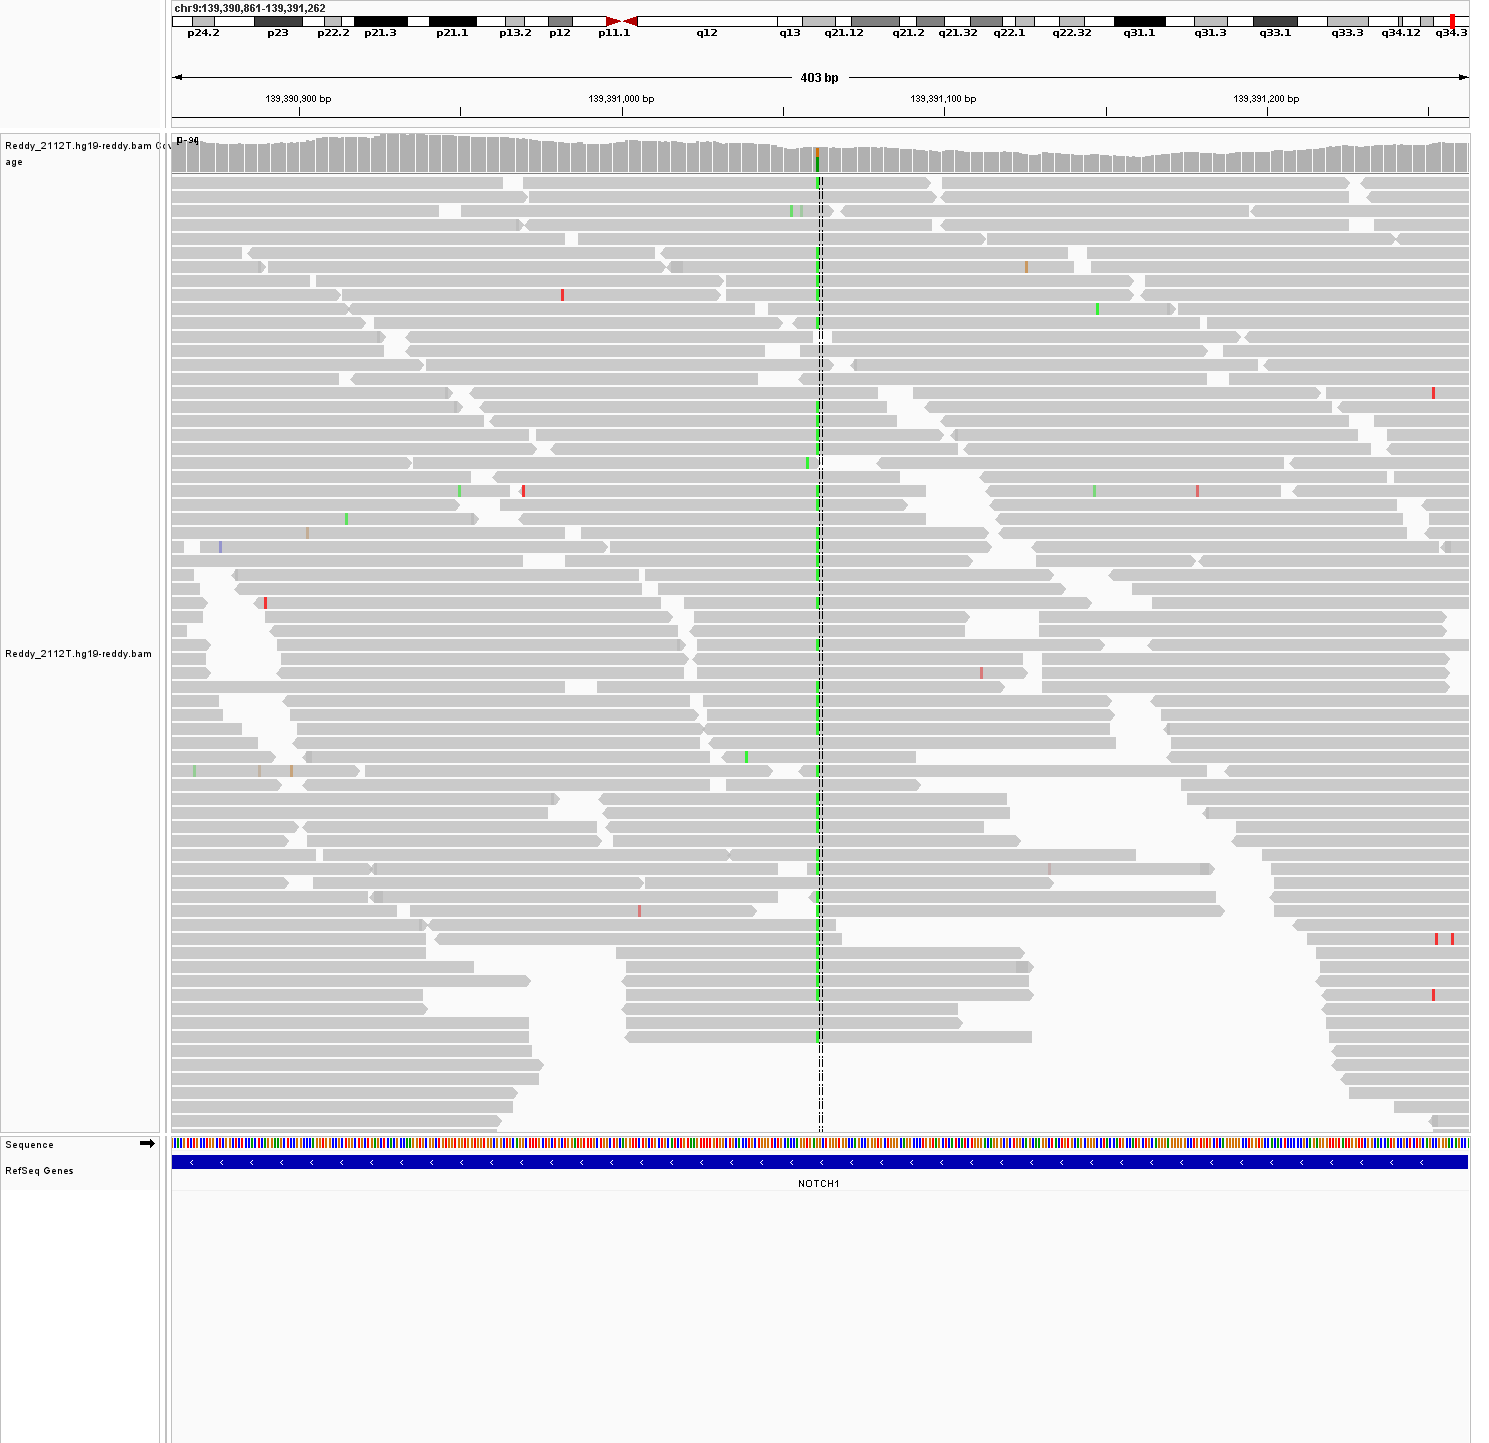 chr9:139,390,861-139,391,262
p24.2 p23 p22.2 p21.3 p21.1 p13.2 p12 p11.1 q12 q13 q21.12 q21.2 q21.32 q22.1 q22.32 q31.1 q31.3 q33.1 q33.3 q34.12 q34.3
403 bp
139,390,900 bp 139,391,000 bp 139,391,100 bp 139,391,200 bp
Reddy_2112T.hg19-reddy.bam Cov
age
Reddy_2112T.hg19-reddy.bam
Sequence
RefSeq Genes
NOTCH1